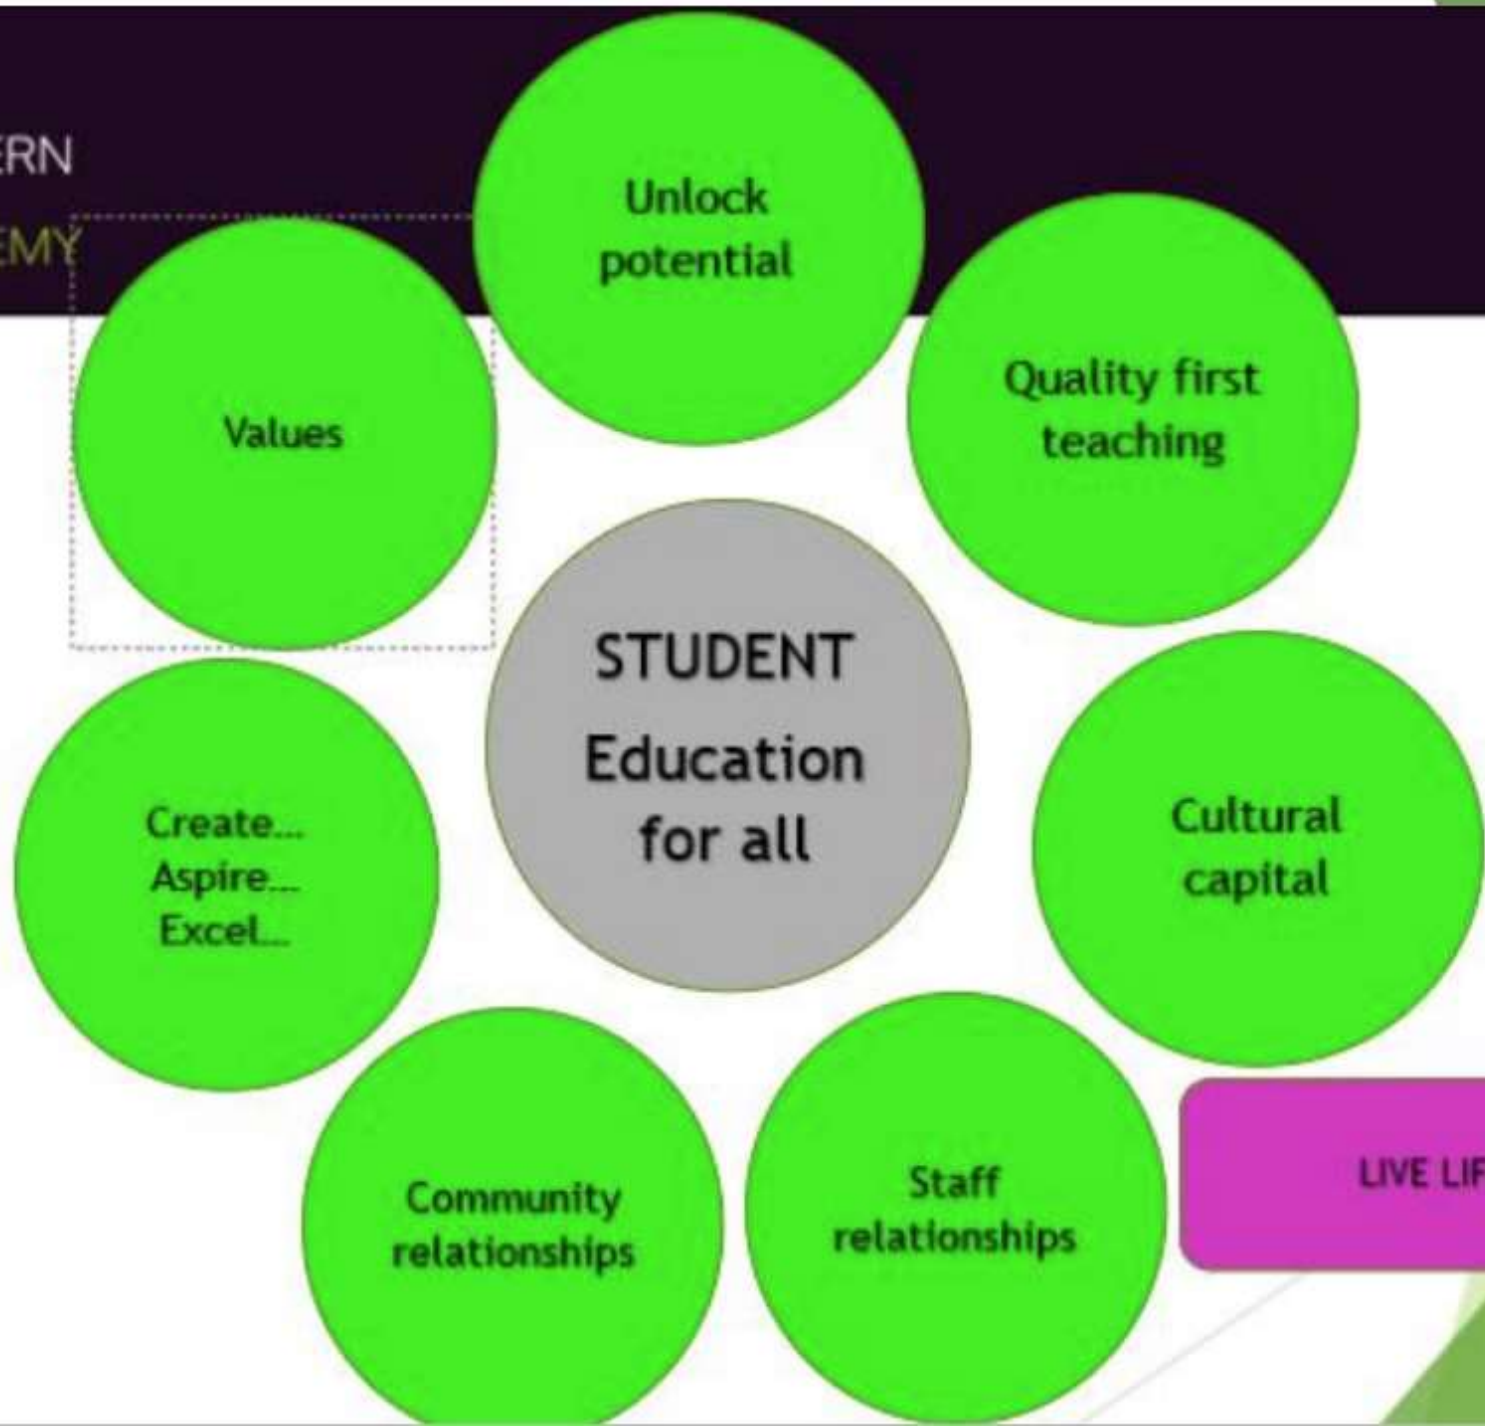 ERN
EMY
Unlock
potential
Quality first
teaching
Values
STUDENT
Education
for all
Create...
Aspire...
Excel...
Cultural
capital
Community
relationships
Staff
relationships
LIVE LIF